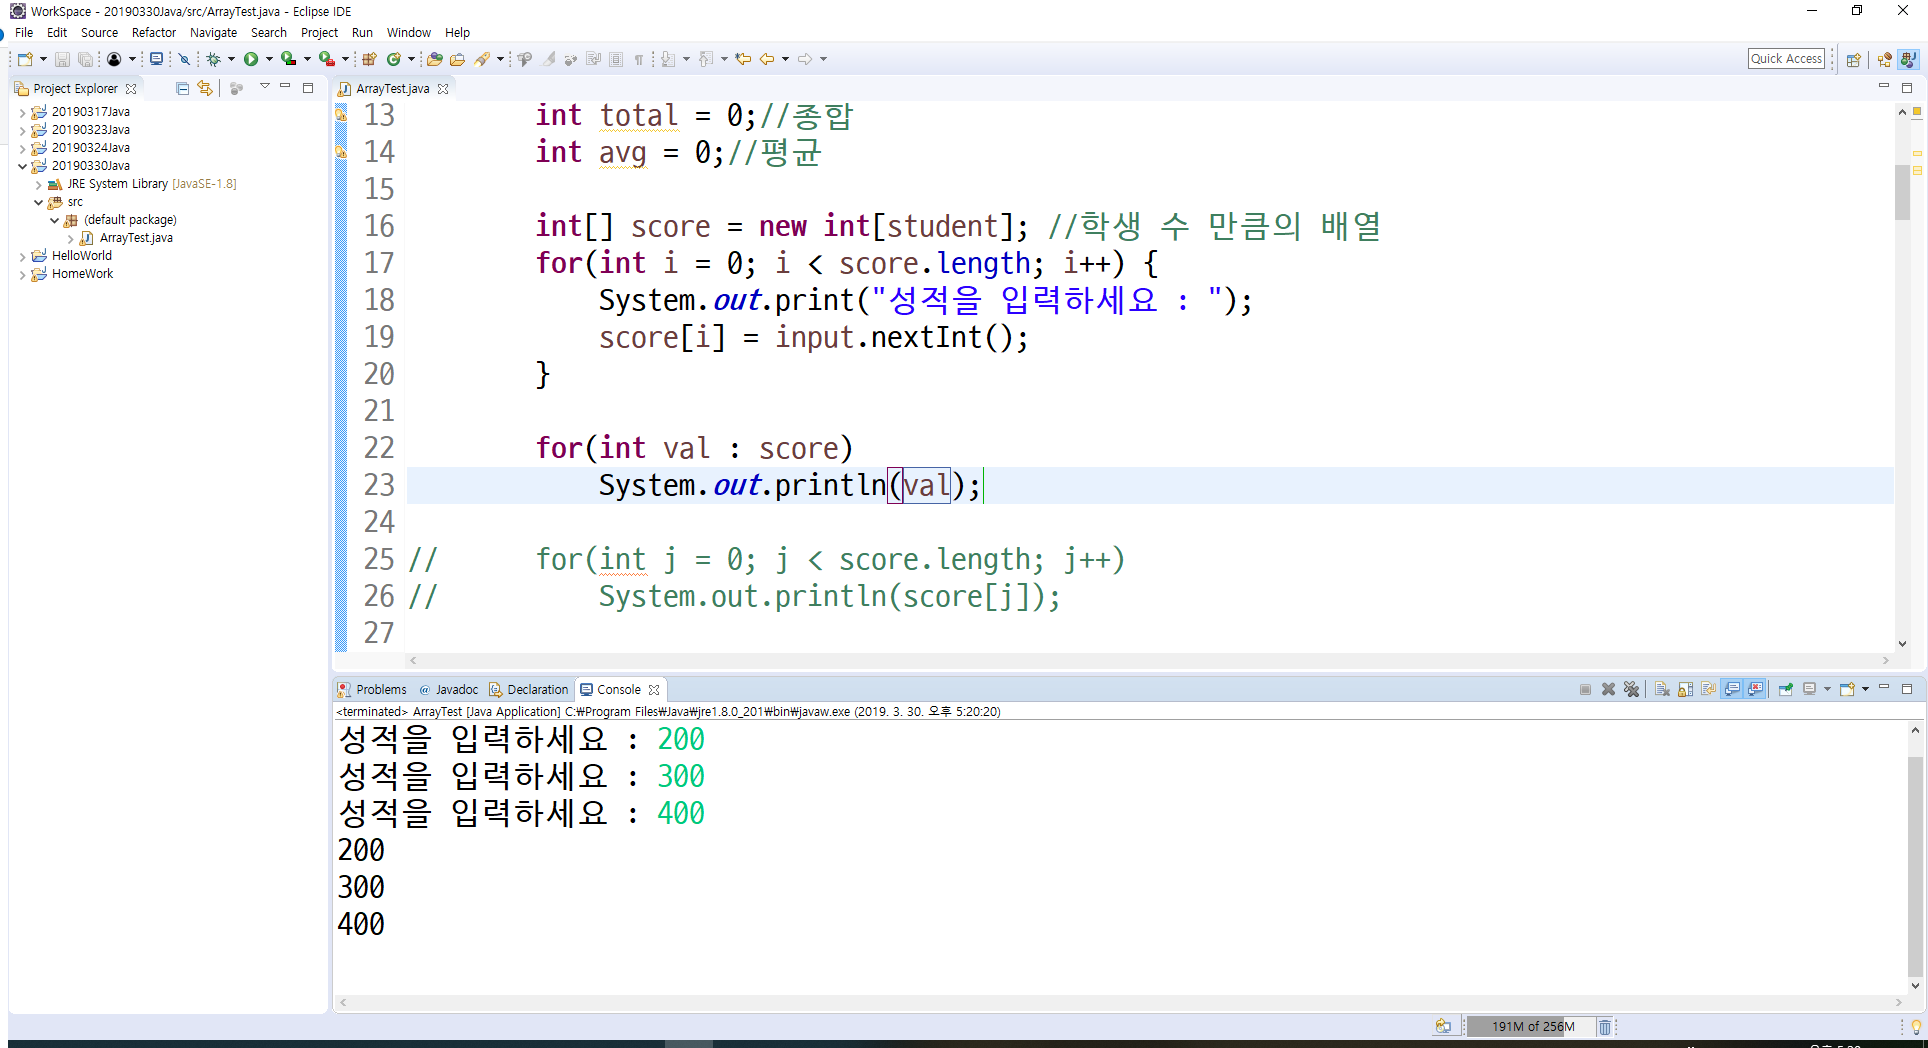 WorkSpace - 20190330Java/src/ArrayTest.java - Eclipse IDE
File Edit Source Refactor Navigate Search Project Run Window Help
Quick Access
Project Explorer
20190317Java
20190323Java
20190324Java
20190330Java
JRE System Library [JavaSE-1.8]
src
(default package)
ArrayTest.java
HelloWorld
HomeWork
ArrayTest.java
13 int total = 0;//종합
14 int avg = 0;//평균
15
16 int[] score = new int[student]; //학생 수 만큼의 배열
17 for(int i = 0; i < score.length; i++) {
18 System.out.print("성적을 입력하세요 : ");
19 score[i] = input.nextInt();
20 }
21
22 for(int val : score)
23 System.out.println(val);
24
25 // for(int j = 0; j < score.length; j++)
26 // System.out.println(score[j]);
27
Problems @ Javadoc Declaration Console
<terminated> ArrayTest [Java Application] C:₩Program Files₩Java₩jre1.8.0_201₩bin₩javaw.exe (2019. 3. 30. 오후 5:20:20)
성적을 입력하세요 : 200
성적을 입력하세요 : 300
성적을 입력하세요 : 400
200
300
400
191M of 256M